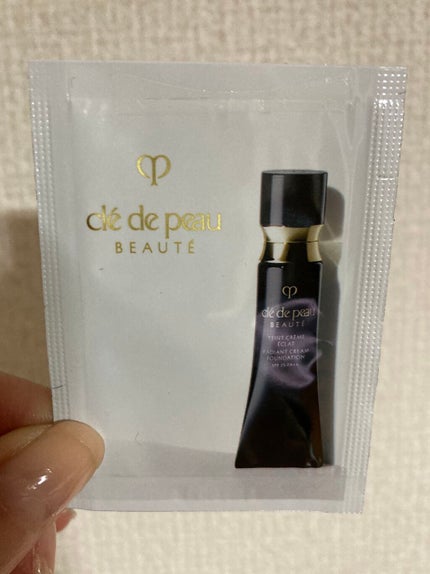 clé de peau
BEAUTÉ
clé de peau
BEAUTÉ
TEINT CRÈME
ÉCLAT
RADIANT CREAM
FOUNDATION